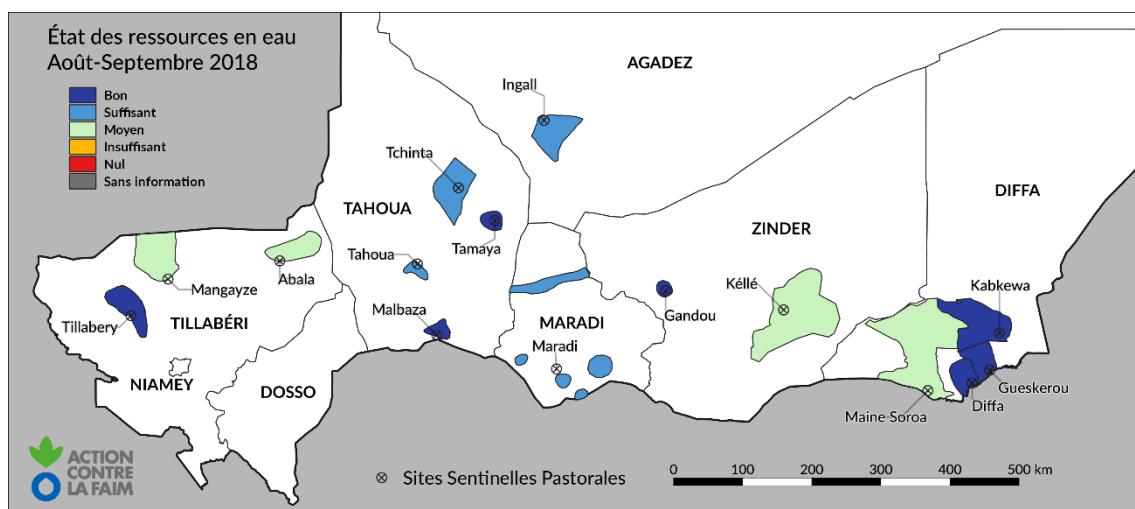 État des ressources en eau
Août-Septembre 2018
Bon
Suffisant
Moyen
Insuffisant
Nul
Sans information
AGADEZ
Ingall
Tchinta
TAHOUA
Tamaya
DIFFA
ZINDER
Tahoua
Abala
Mangayze
Kéllé
Kabkewa
Tillabery
TILLABÉRI
Malbaza
MARADI
Gandou
Maradi
NIAMEY
DOSSO
Gueskerou
Diffa
Maine-Soroa
ACTION
CONTRE
LA FAIM
Sites Sentinelles Pastorales
0 100 200 300 400 500 km